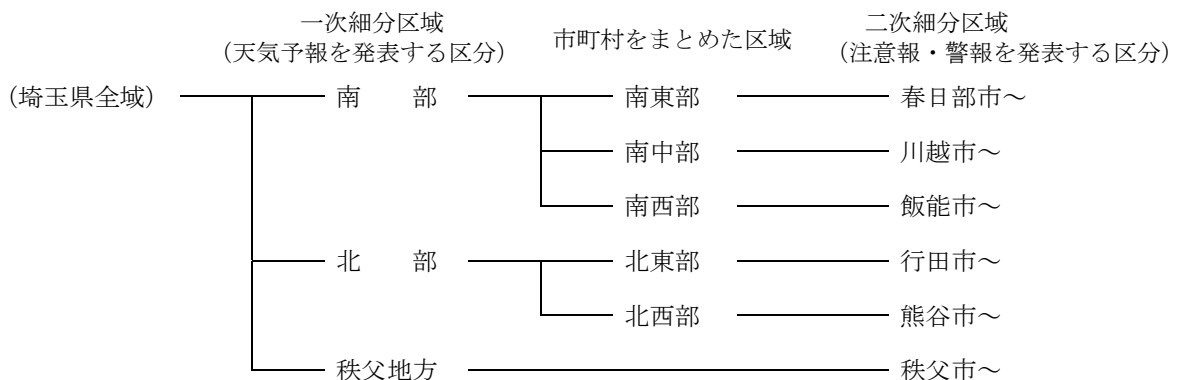 一次細分区域 市町村をまとめた区域 二次細分区域
(天気予報を発表する区分) (注意報・警報を発表する区分)
(埼玉県全域) 南 部 南東部 春日部市~
南中部 川越市~
南西部 飯能市~
北 部 北東部 行田市~
北西部 熊谷市~
秩父地方 秩父市~